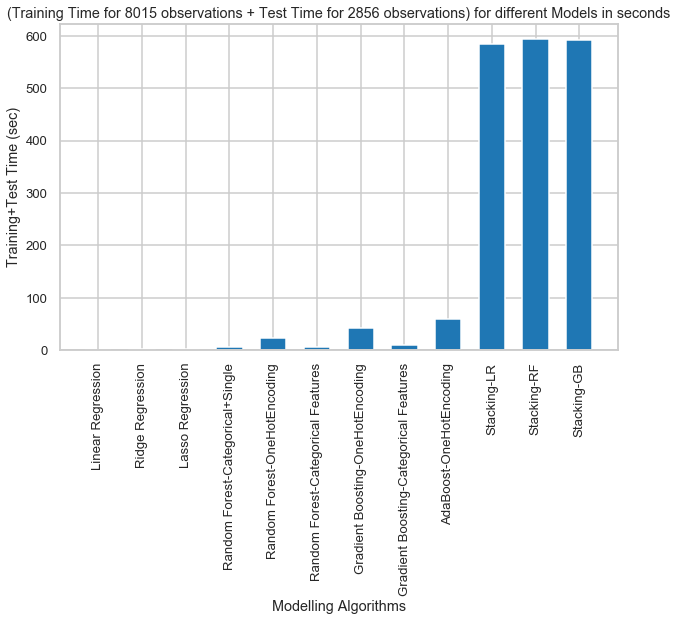 (Training Time for 8015 observations + Test Time for 2856 observations) for different Models in seconds
Training+Test Time (sec)
600
500
400
300
200
100
0
Linear Regression
Ridge Regression
Lasso Regression
Random Forest-Categorical+Single
Random Forest-OneHotEncoding
Random Forest-Categorical Features
Gradient Boosting-OneHotEncoding
Gradient Boosting-Categorical Features
AdaBoost-OneHotEncoding
Stacking-LR
Stacking-RF
Stacking-GB
Modelling Algorithms